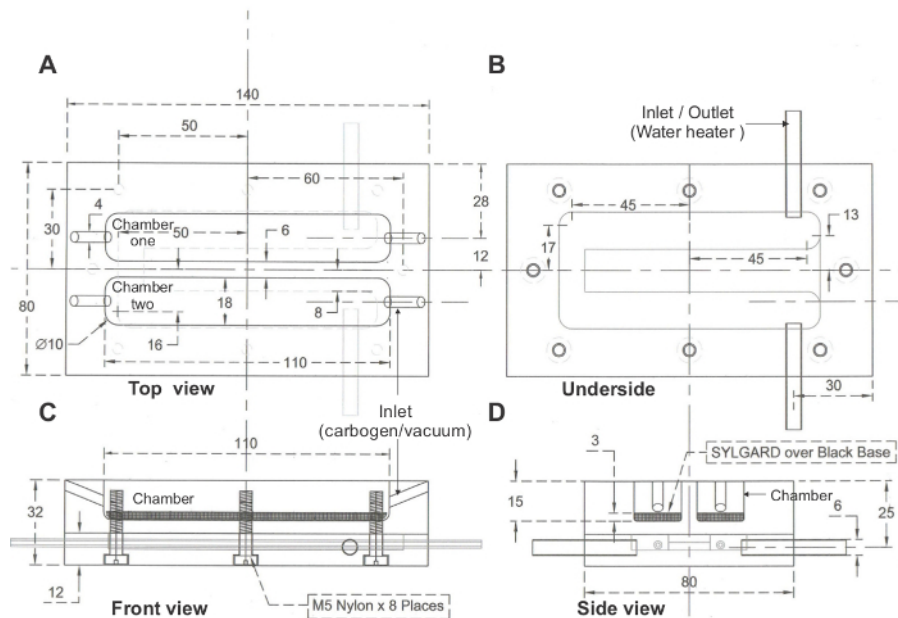 A
140
50
60
4
30
Chamber
one
50
6
28
12
80
Chamber
two
18
8
Ø10
16
110
Top view
B
Inlet / Outlet
(Water heater )
45
13
17
45
30
Underside
Inlet
(carbogen/vacuum)
C
110
Chamber
32
12
M5 Nylon x 8 Places
Front view
D
3
SYLGARD over Black Base
15
Chamber
6
25
80
Side view